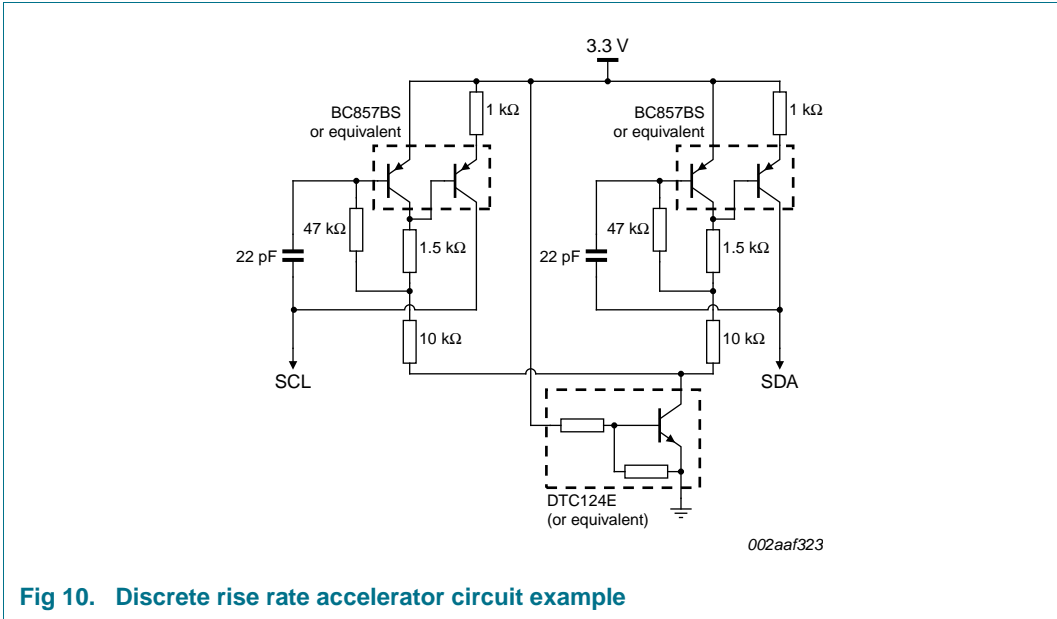 3.3 V
BC857BS
or equivalent
1 kΩ
BC857BS
or equivalent
1 kΩ
47 kΩ
1.5 kΩ
22 pF
47 kΩ
1.5 kΩ
22 pF
10 kΩ
10 kΩ
SCL
SDA
DTC124E
(or equivalent)
002aaf323
Fig 10. Discrete rise rate accelerator circuit example